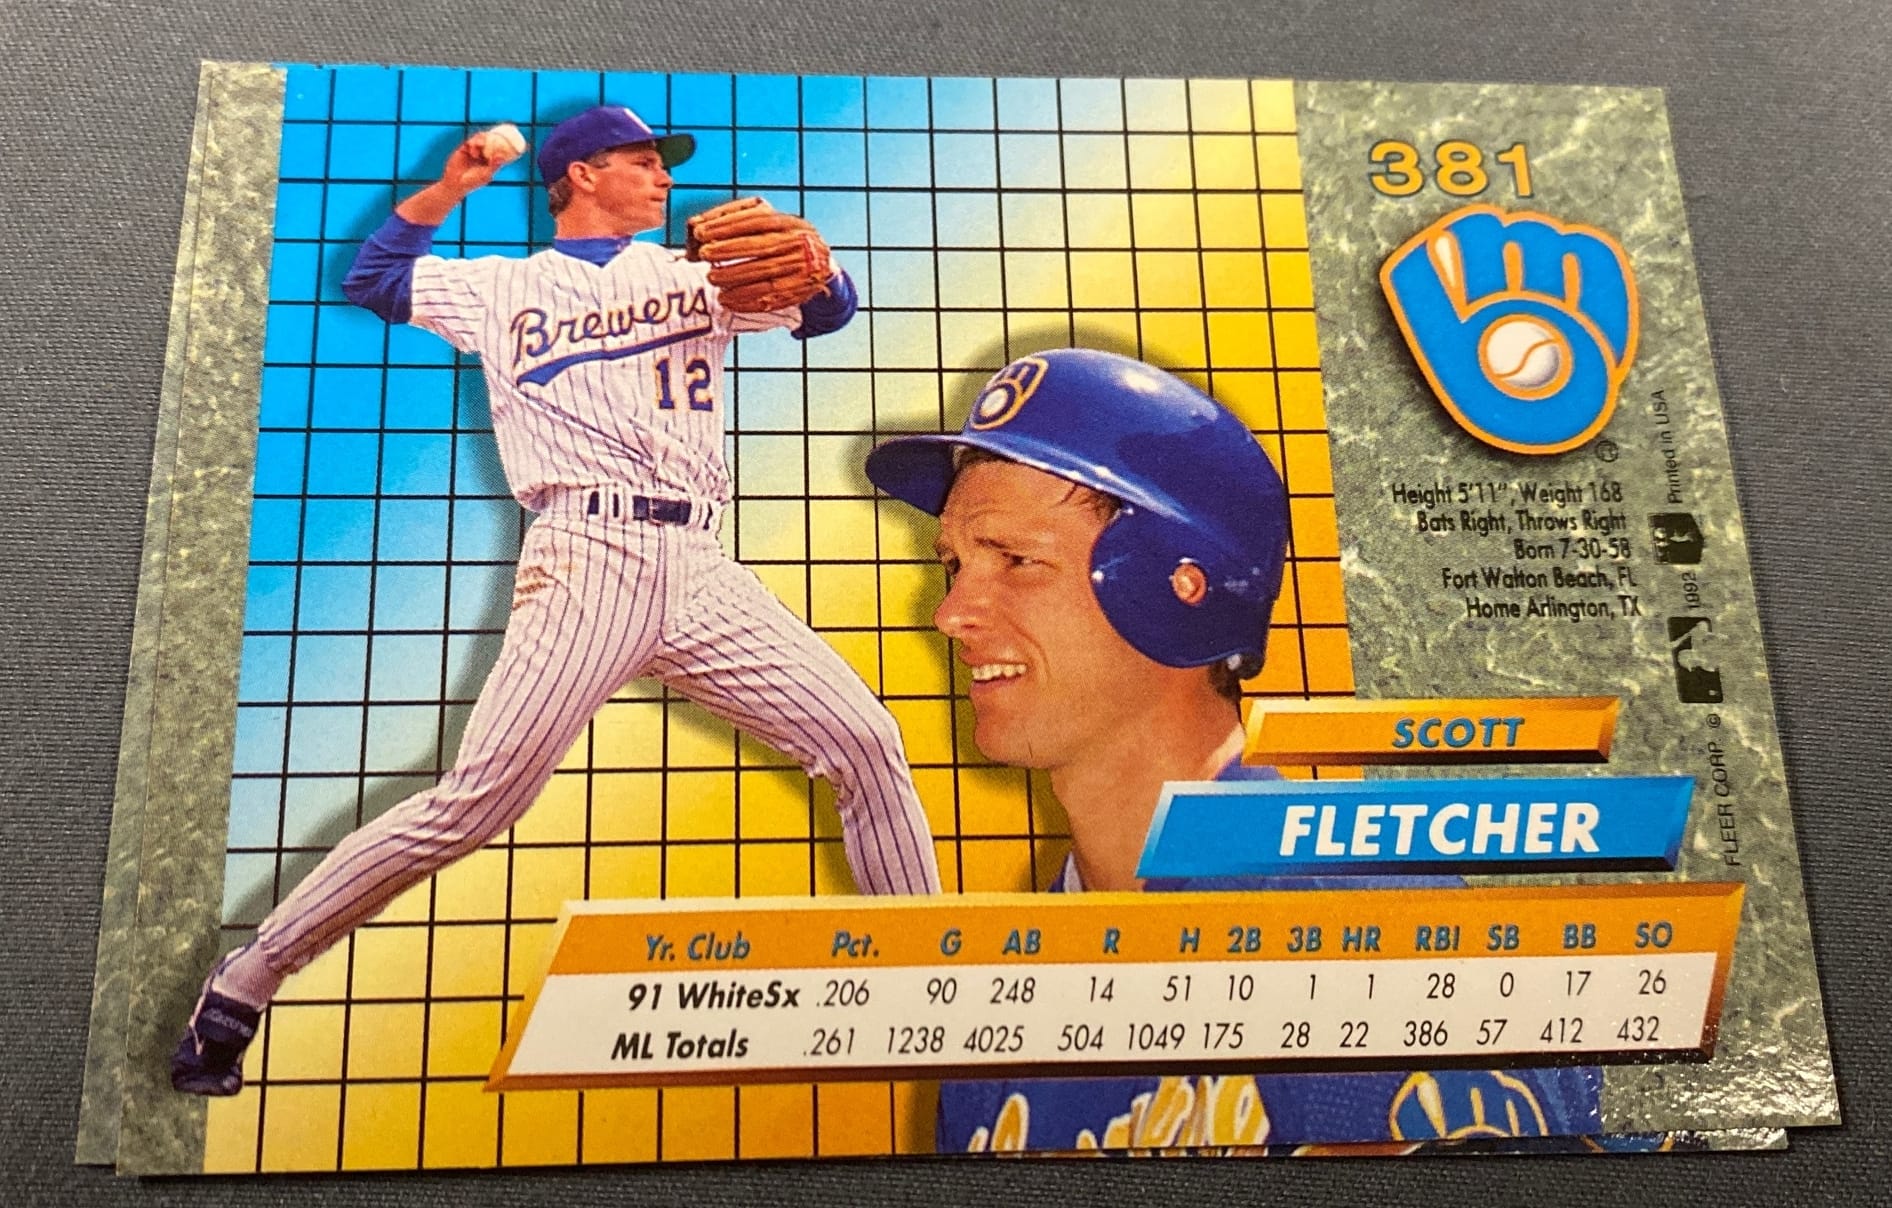 381
Brewers
12
Height 5'11", Weight 168
Bats Right, Throws Right
Born 7-30-58
Fort Walton Beach, FL
Home Arlington, TX
FLEER CORP. © 1992 Printed in USA
SCOTT
FLETCHER
Yr. Club Pct. G AB R H 2B 3B HR RBI SB BB SO
91 WhiteSx .206 90 248 14 51 10 1 1 28 0 17 26
ML Totals .261 1238 4025 504 1049 175 28 22 386 57 412 432